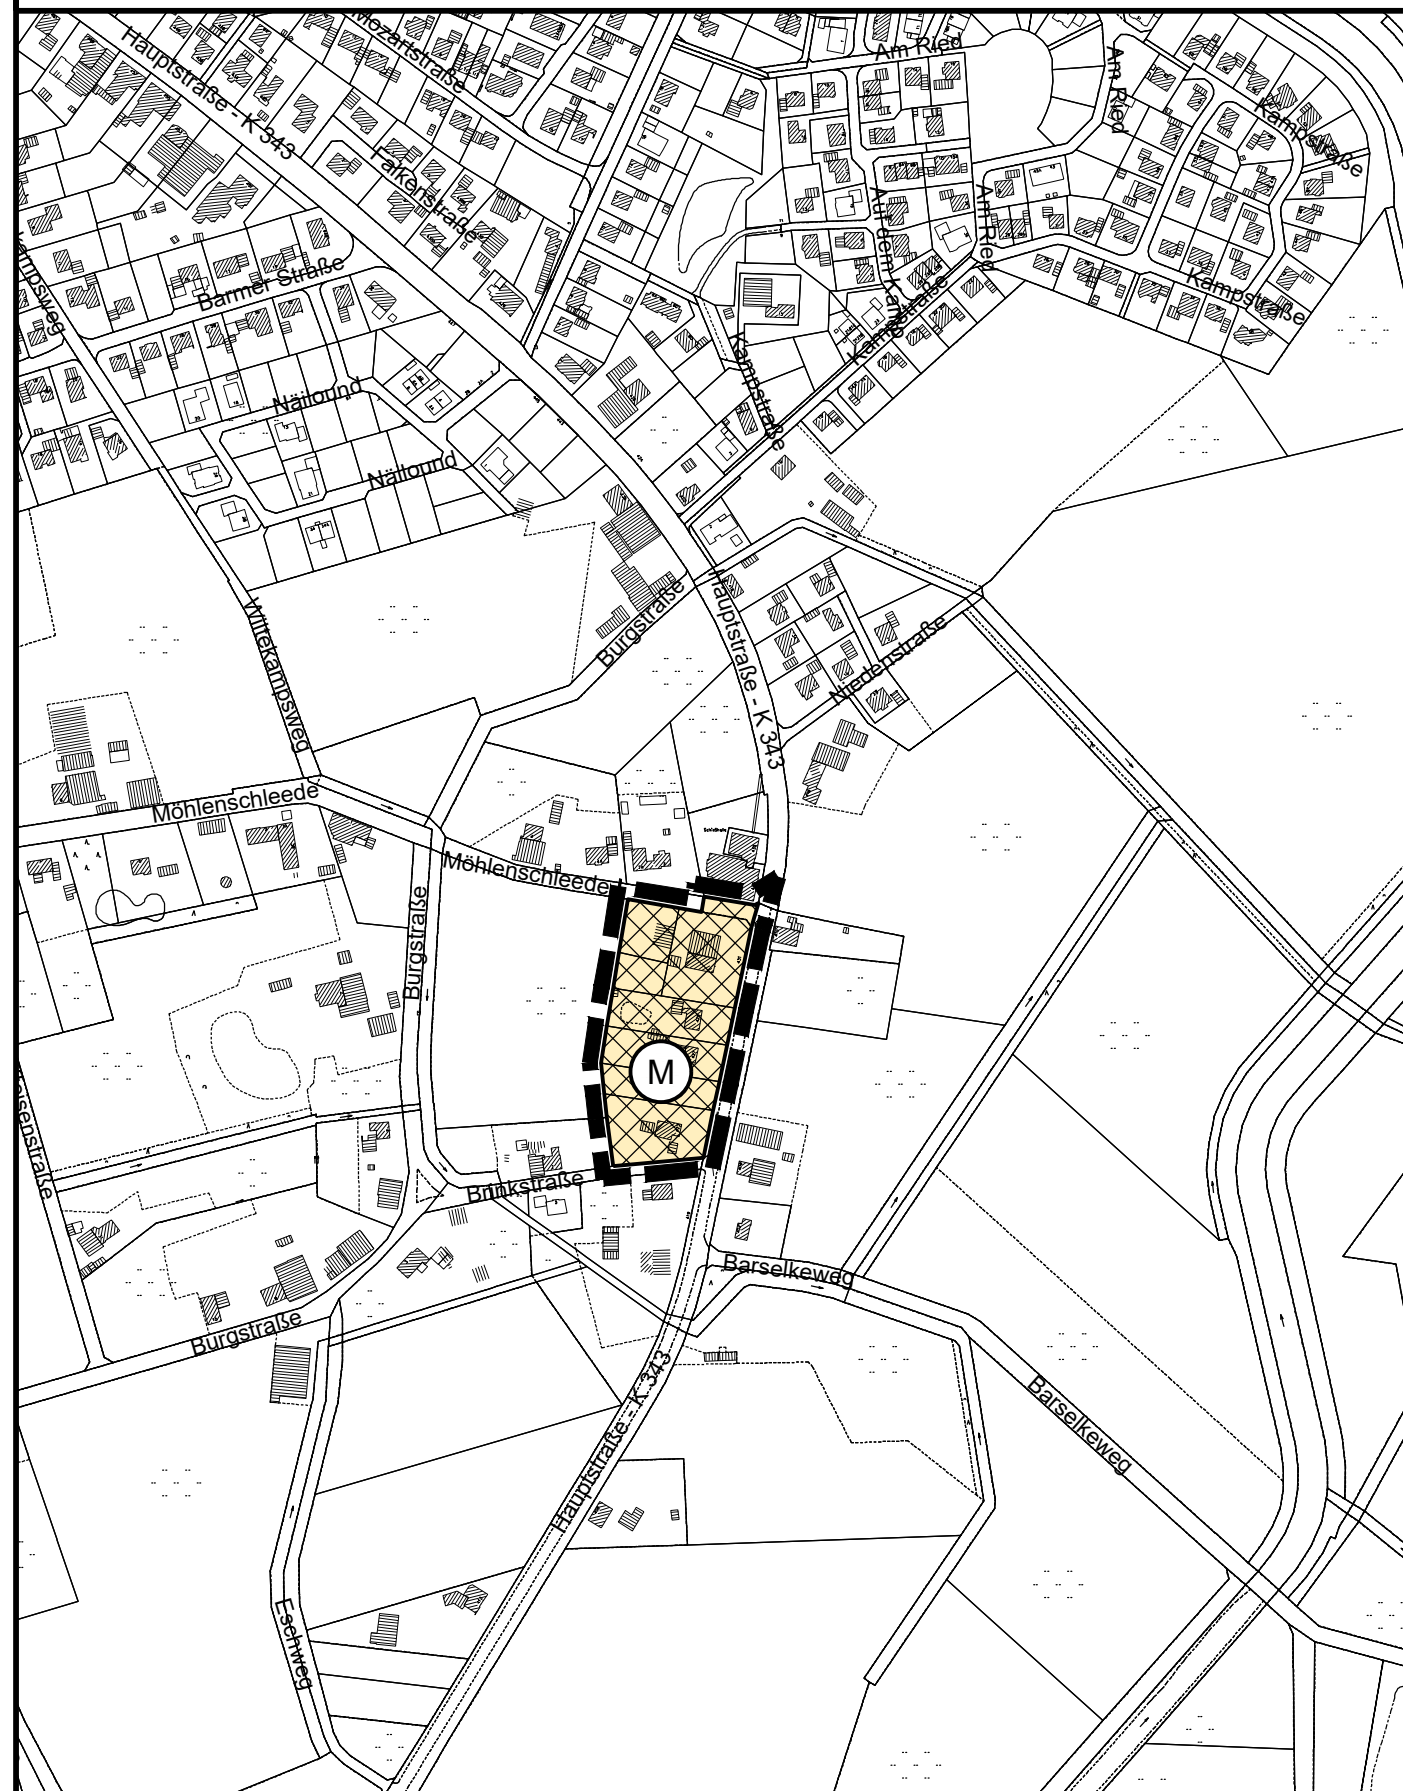 Mozartstraße
Hauptstraße - K 343
Am Ried
Am Ried
Kampstraße
Falkenstraße
Auf dem Kamp
Am Ried
Barmer Straße
Kampstraße
Kampstraße
Kampstraße
Näilound
Näilound
Wittekampsweg
Burgstraße
Hauptstraße - K 343
Niedenstraße
Möhlenschleede
Möhlenschleede
Burgstraße
M
Brinkstraße
Barselkeweg
Burgstraße
Hauptstraße - K 343
Barselkeweg
Eschweg